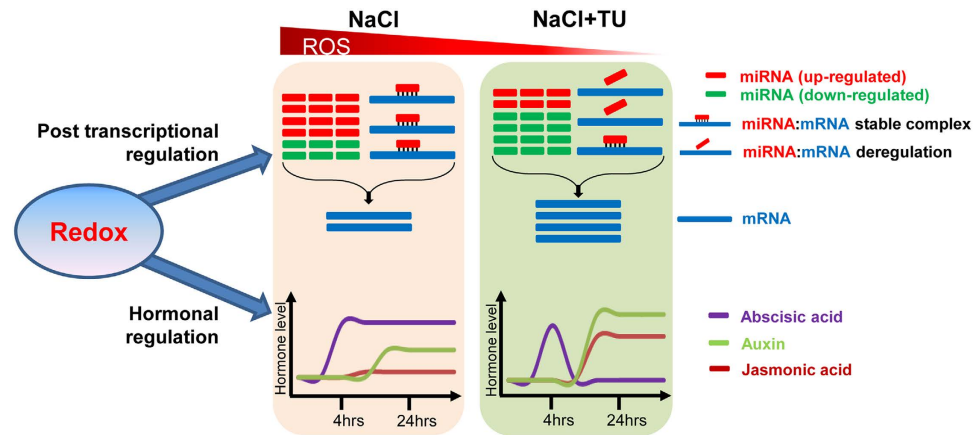 NaCl
NaCl+TU
ROS
Post transcriptional
regulation
Redox
Hormonal
regulation
miRNA (up-regulated)
miRNA (down-regulated)
miRNA:mRNA stable complex
miRNA:mRNA deregulation
mRNA
Hormone level
4hrs
24hrs
Hormone level
4hrs
24hrs
Abscisic acid
Auxin
Jasmonic acid